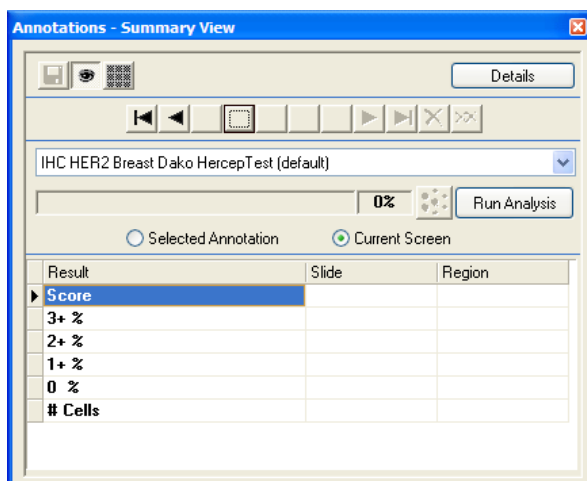 Annotations - Summary View
Details
IHC HER2 Breast Dako HercepTest (default)
0% Run Analysis
Selected Annotation Current Screen
Result Slide Region
Score
3+ %
2+ %
1+ %
0 %
# Cells